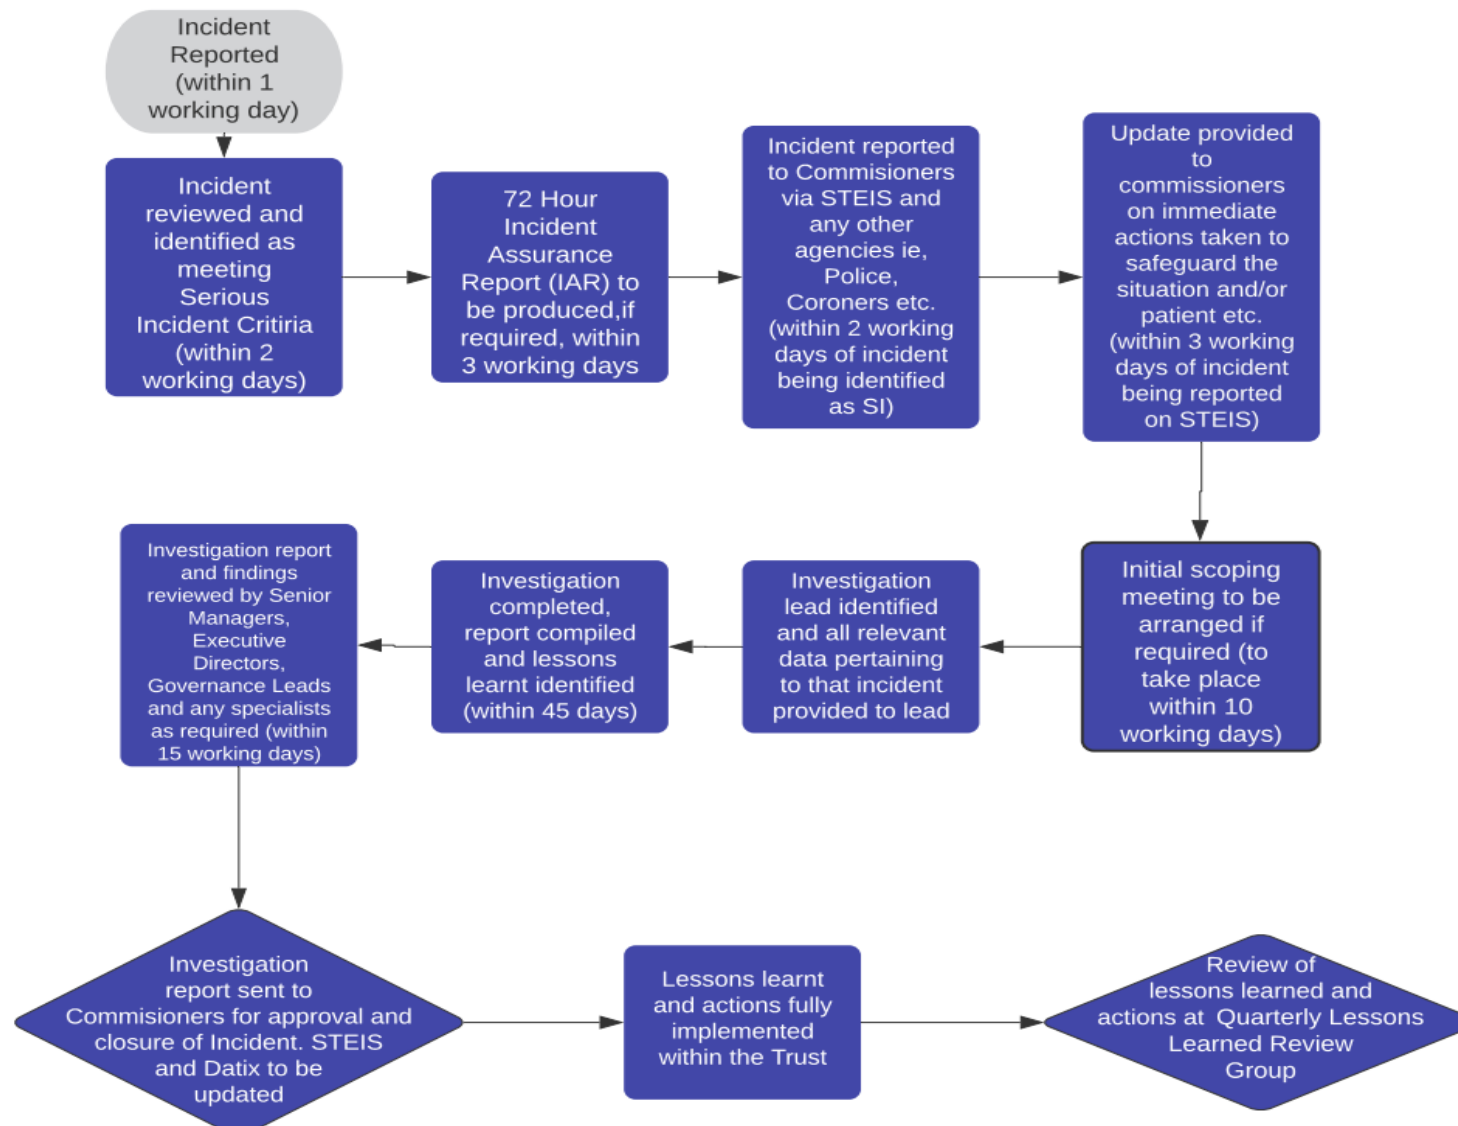 Incident
Reported
(within 1
working day)
Incident
reviewed and
identified as
meeting
Serious
Incident Critiria
(within 2
working days)
72 Hour
Incident
Assurance
Report (IAR) to
be produced,if
required, within
3 working days
Incident reported
to Commisioners
via STEIS and
any other
agencies ie,
Police,
Coroners etc.
(within 2 working
days of incident
being identified
as SI)
Update provided
to
commissioners
on immediate
actions taken to
safeguard the
situation and/or
patient etc.
(within 3 working
days of incident
being reported
on STEIS)
Initial scoping
meeting to be
arranged if
required (to
take place
within 10
working days)
Investigation
lead identified
and all relevant
data pertaining
to that incident
provided to lead
Investigation
completed,
report compiled
and lessons
learnt identified
(within 45 days)
Investigation report
and findings
reviewed by Senior
Managers,
Executive
Directors,
Governance Leads
and any specialists
as required (within
15 working days)
Investigation
report sent to
Commisioners for approval and
closure of Incident. STEIS
and Datix to be
updated
Lessons learnt
and actions fully
implemented
within the Trust
Review of
lessons learned and
actions at Quarterly Lessons
Learned Review
Group